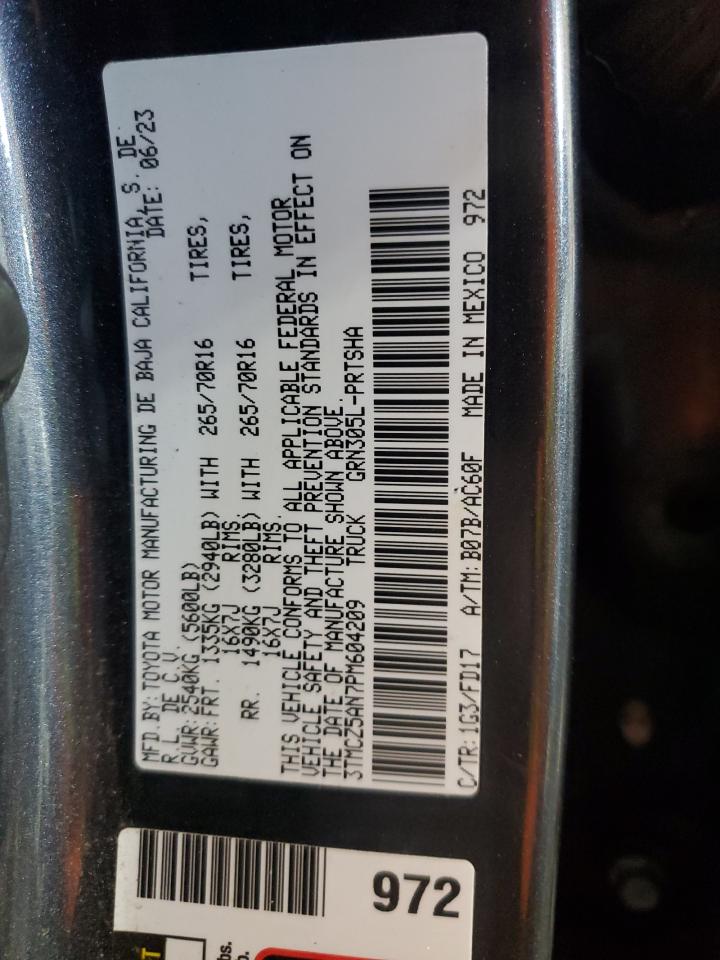 MFD.BY:TOYOTA MOTOR MANUFACTURING DE BAJA CALIFORNIA, S. DE
R.L. DE C.V. DATE: 06/23
GVWR: 2540KG (5600LB)
GAWR: FRT. 1335KG (2940LB) WITH 265/70R16 TIRES,
16X7J RIMS.
RR. 1490KG (3280LB) WITH 265/70R16 TIRES,
16X7J RIMS.
THIS VEHICLE CONFORMS TO ALL APPLICABLE FEDERAL MOTOR
VEHICLE SAFETY AND THEFT PREVENTION STANDARDS IN EFFECT ON
THE DATE OF MANUFACTURE SHOWN ABOVE.
3TMCZ5AN7PM604209 TRUCK GRN305L-PRTSHA
C/TR:1G3/FD17 A/TM:B07B/AC60F MADE IN MEXICO 972
972